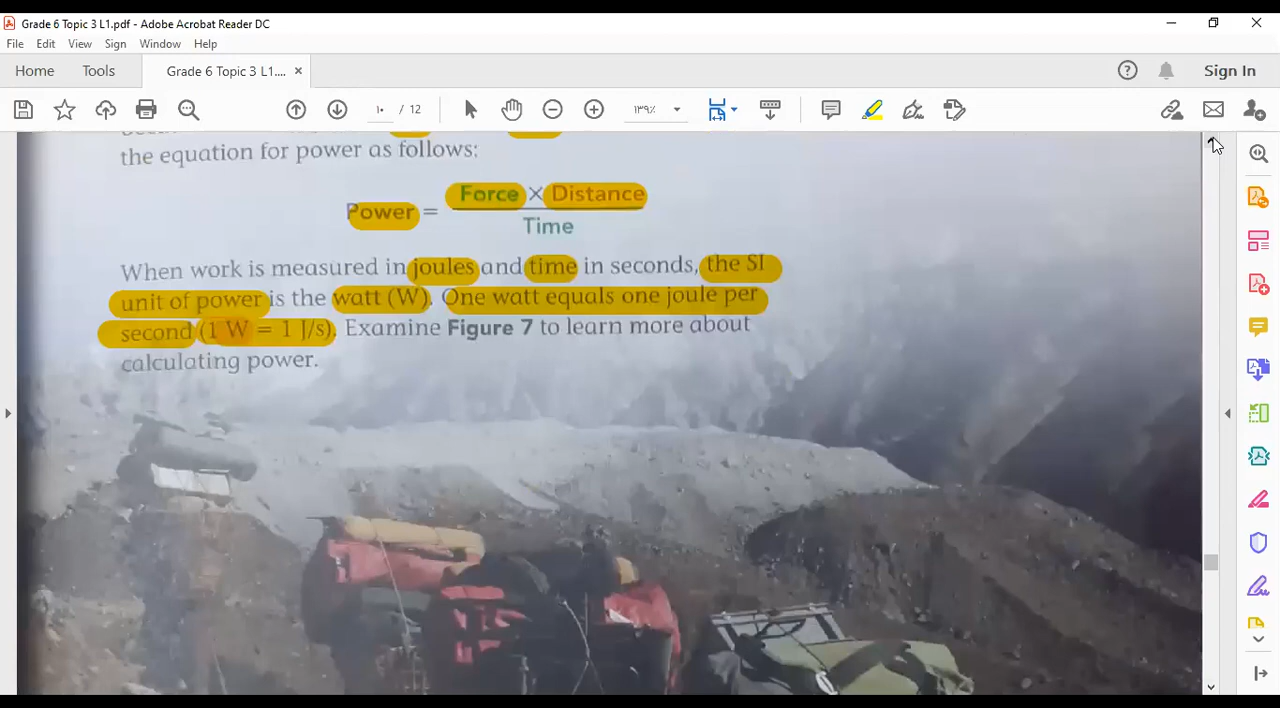 Grade 6 Topic 3 L1.pdf - Adobe Acrobat Reader DC
File Edit View Sign Window Help
Home Tools Grade 6 Topic 3 L1.... × Sign In
١٠ / 12 ١٣٩٪
the equation for power as follows:
Power = Force × Distance
Time
When work is measured in joules and time in seconds, the SI
unit of power is the watt (W). One watt equals one joule per
second (1 W = 1 J/s). Examine Figure 7 to learn more about
calculating power.